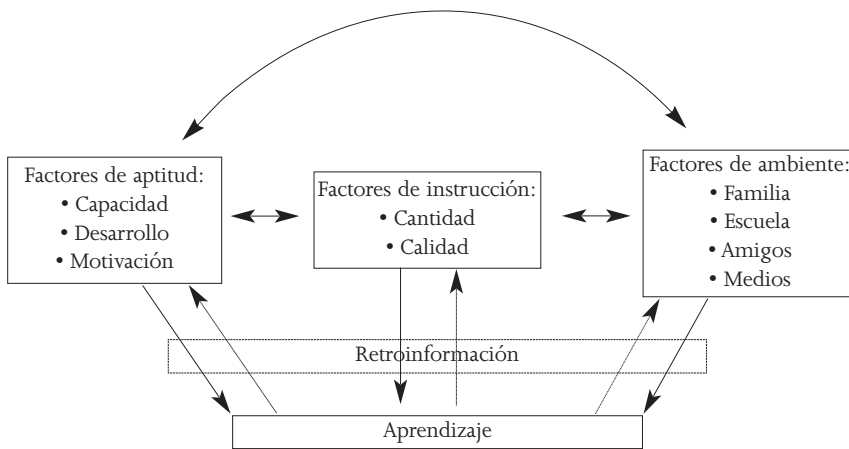 Factores de aptitud:
• Capacidad
• Desarrollo
• Motivación
Factores de instrucción:
• Cantidad
• Calidad
Factores de ambiente:
• Familia
• Escuela
• Amigos
• Medios
Retroinformación
Aprendizaje